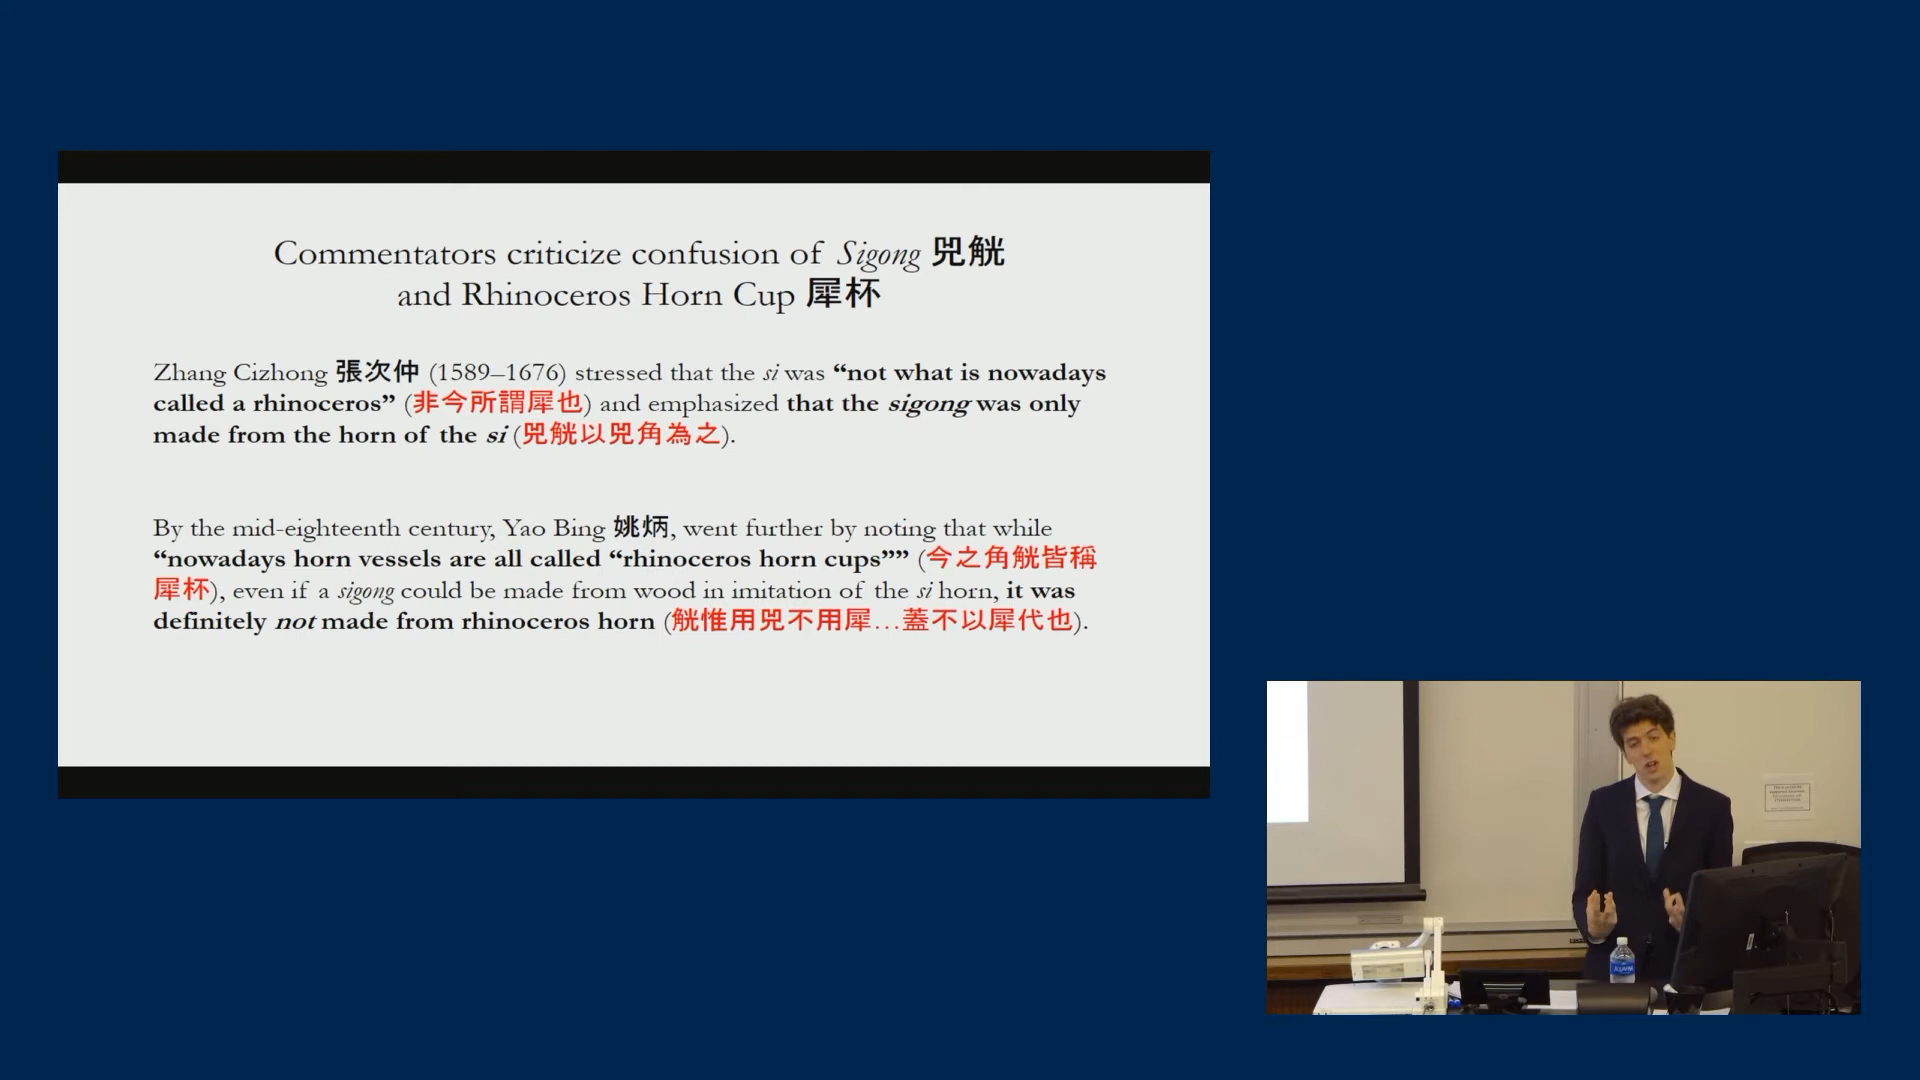 Commentators criticize confusion of Sigong 兕觥
and Rhinoceros Horn Cup 犀杯
Zhang Cizhong 張次仲 (1589–1676) stressed that the si was “not what is nowadays
called a rhinoceros” (非今所謂犀也) and emphasized that the sigong was only
made from the horn of the si (兕觥以兕角為之).
By the mid-eighteenth century, Yao Bing 姚炳, went further by noting that while
“nowadays horn vessels are all called “rhinoceros horn cups”” (今之角觥皆稱
犀杯), even if a sigong could be made from wood in imitation of the si horn, it was
definitely not made from rhinoceros horn (觥惟用兕不用犀…蓋不以犀代也).